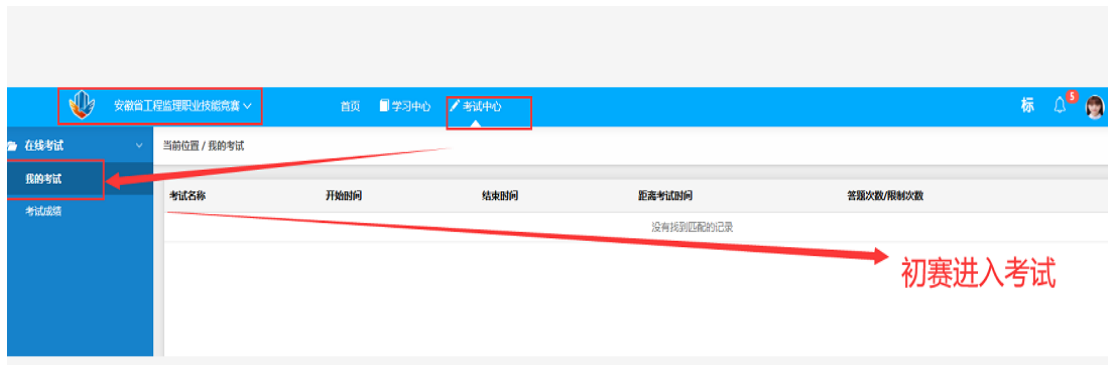 安徽省工程监理职业技能竞赛 首页 学习中心 考试中心 标 5
在线考试 当前位置 / 我的考试
我的考试
考试名称 开始时间 结束时间 距离考试时间 答题次数/限制次数
考试成绩
没有找到匹配的记录
初赛进入考试